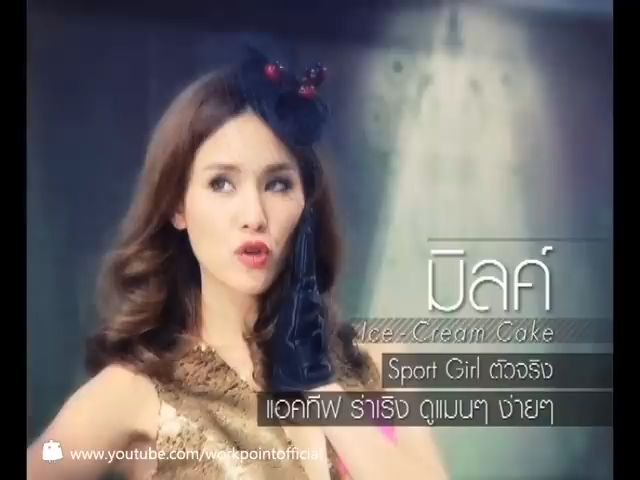 มิลค์
Ice-Cream Cake
Sport Girl ตัวจริง
แอคทีฟ ร่าเริง ดูแมนๆ ง่ายๆ
www.youtube.com/workpointofficial